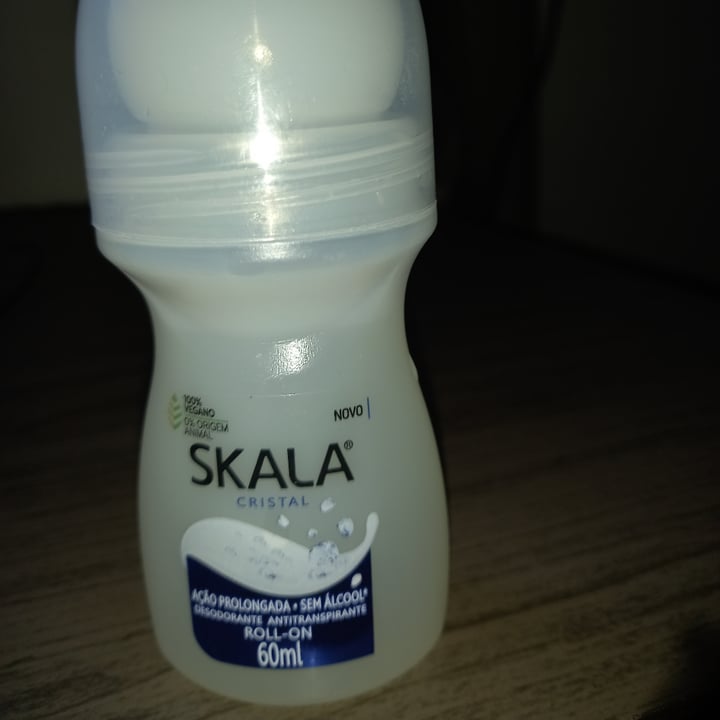 100%
VEGANO
0% ORIGEM
ANIMAL
NOVO
SKALA®
CRISTAL
AÇÃO PROLONGADA • SEM ÁLCOOL*
DESODORANTE ANTITRANSPIRANTE
ROLL-ON
60ml